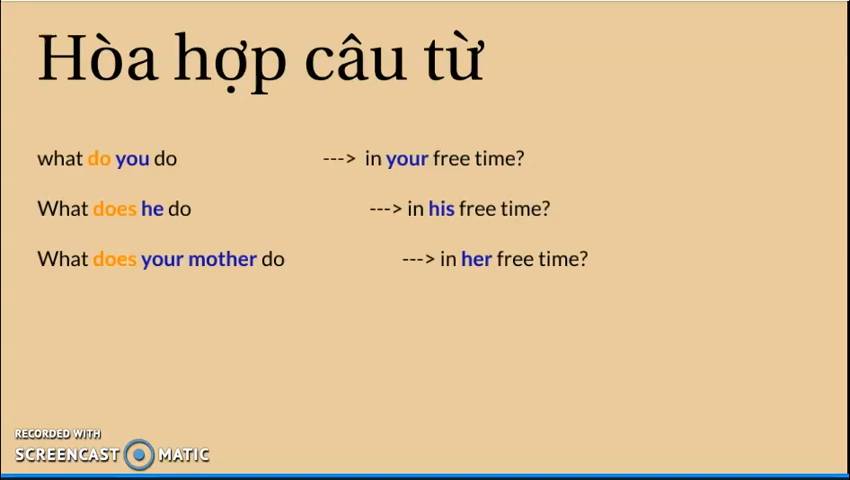 Hòa hợp câu từ
what do you do ---> in your free time?
What does he do ---> in his free time?
What does your mother do ---> in her free time?
RECORDED WITH
SCREENCAST MATIC